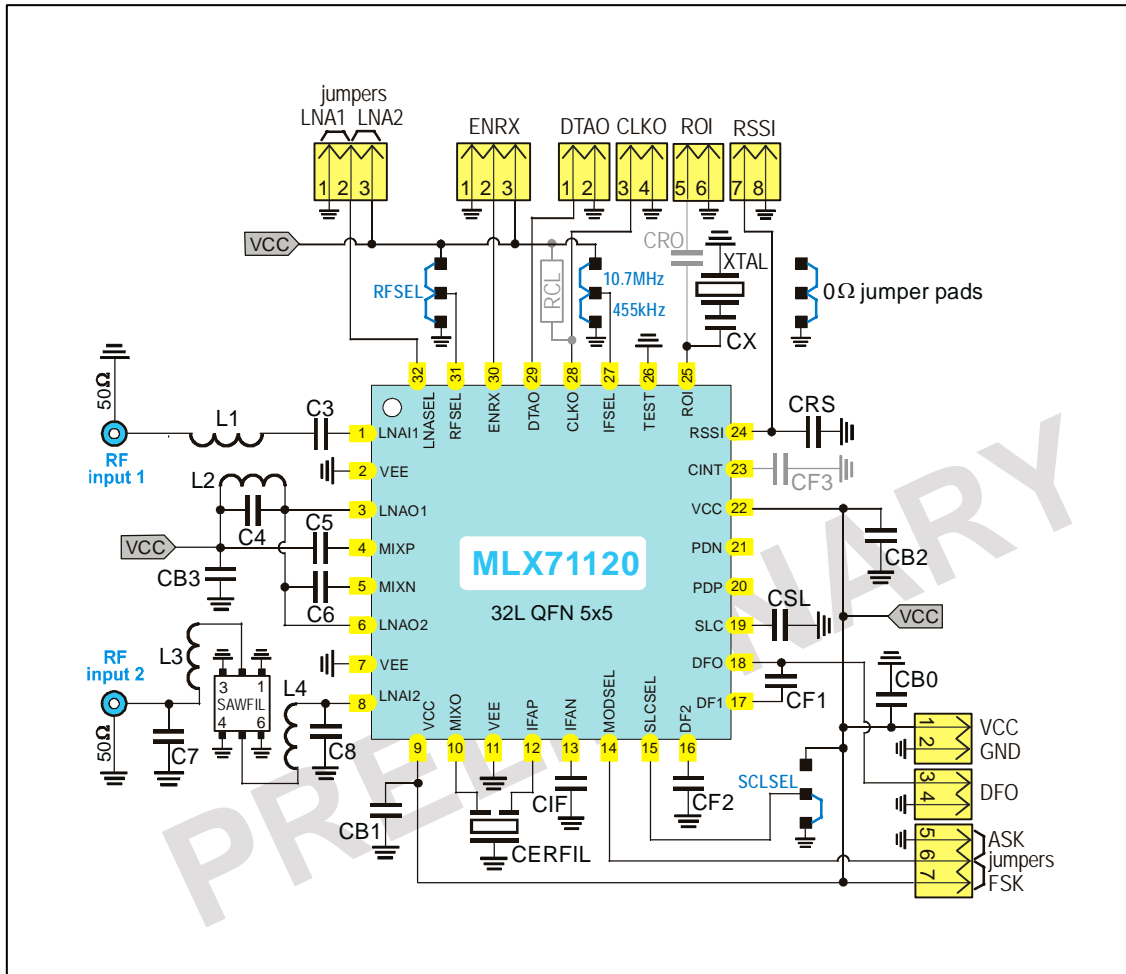 jumpers
LNA1 LNA2
ENRX
DTAO CLKO ROI RSSI
1 2 3
1 2 3
1 2
3 4
5 6
7 8
VCC
CRO
XTAL
RFSEL
RCL
10.7MHz
455kHz
0Ω jumper pads
CX
50Ω
32 31 30 29 28 27 26 25
LNASEL RFSEL ENRX DTAO CLKO IFSEL TEST ROI
RF
input 1
L1
C3
1 LNAI1
2 VEE
L2
C4
3 LNAO1
VCC
C5
4 MIXP
CB3
5 MIXN
C6
6 LNAO2
7 VEE
RF
input 2
L3
SAWFIL
3 1
4 6
L4
8 LNAI2
50Ω
C7
C8
MLX71120
32L QFN 5x5
RSSI 24
CRS
CINT 23
CF3
VCC 22
CB2
PDN 21
PDP 20
CSL
SLC 19
VCC
DFO 18
CF1
DF1 17
CB0
VCC MIXO VEE IFAP IFAN MODSEL SLCSEL DF2
9 10 11 12 13 14 15 16
CB1
CERFIL
CIF
CF2
SCLSEL
1 VCC
2 GND
3
4
DFO
5 ASK
6 jumpers
7 FSK
PRELIMINARY